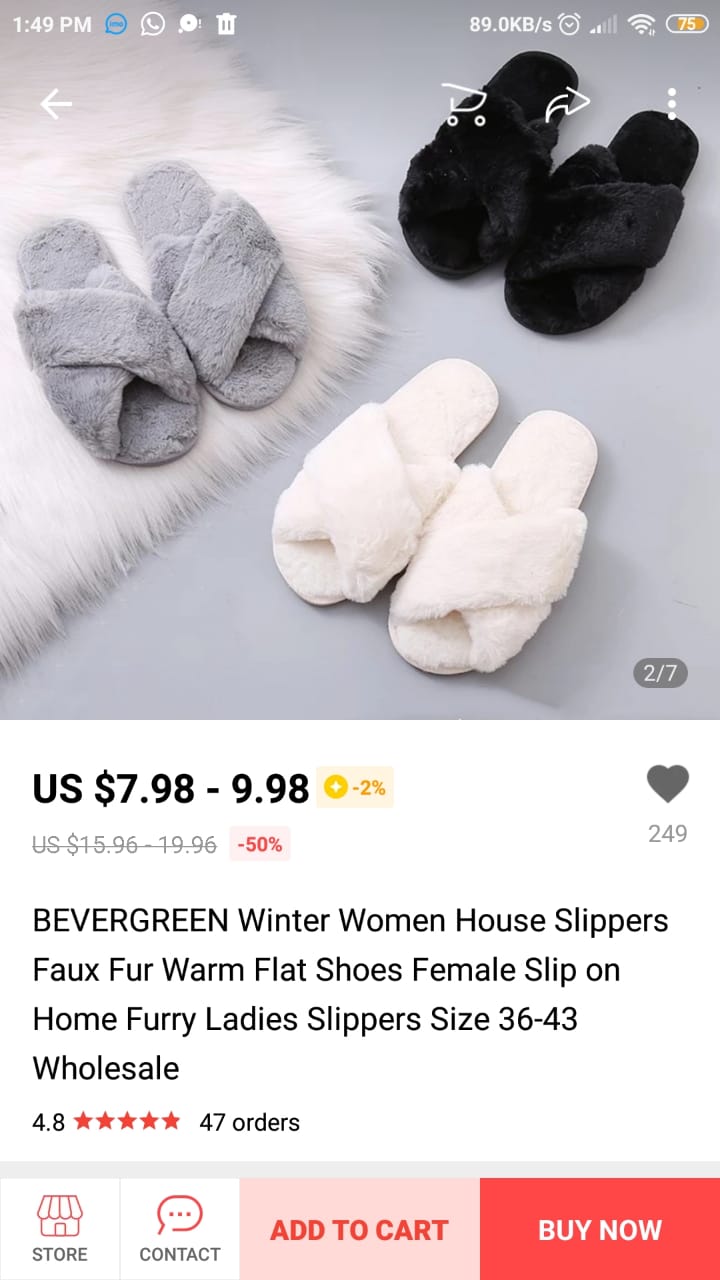 1:49 PM imo 89.0KB/s 75
2/7
US $7.98 - 9.98 -2%
US $15.96 - 19.96 -50%
249
BEVERGREEN Winter Women House Slippers
Faux Fur Warm Flat Shoes Female Slip on
Home Furry Ladies Slippers Size 36-43
Wholesale
4.8 47 orders
STORE CONTACT ADD TO CART BUY NOW